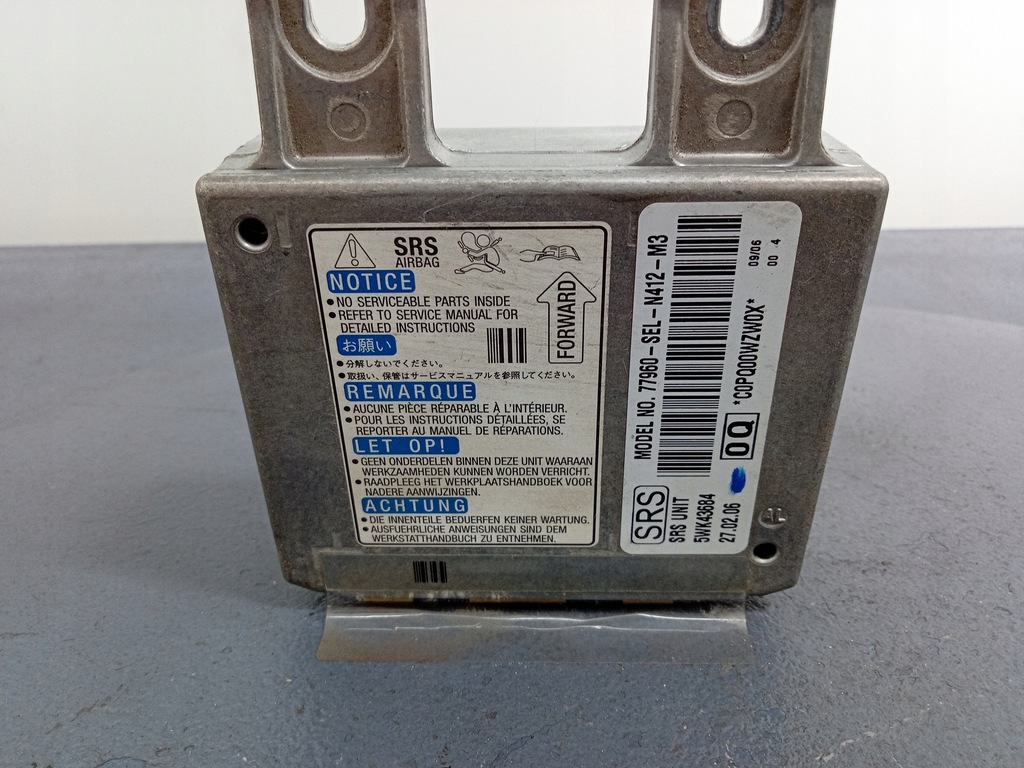 SRS
AIRBAG
NOTICE
● NO SERVICEABLE PARTS INSIDE
● REFER TO SERVICE MANUAL FOR
DETAILED INSTRUCTIONS
FORWARD
お願い
● 分解しないでください。
● 取扱い、保管はサービスマニュアルを参照してください。
REMARQUE
● AUCUNE PIÈCE RÉPARABLE À L'INTÉRIEUR.
● POUR LES INSTRUCTIONS DÉTAILLÉES, SE
REPORTER AU MANUEL DE RÉPARATIONS.
LET OP!
● GEEN ONDERDELEN BINNEN DEZE UNIT WAARAAN
WERKZAAMHEDEN KUNNEN WORDEN VERRICHT.
● RAADPLEEG HET WERKPLAATSHANDBOEK VOOR
NADERE AANWIJZINGEN.
ACHTUNG
● DIE INNENTEILE BEDUERFEN KEINER WARTUNG.
● AUSFUEHRLICHE ANWEISUNGEN SIND DEM
WERKSTATTHANDBUCH ZU ENTNEHMEN.
MODEL NO. 77960-SEL-N412-M3
SRS
SRS UNIT
5WK43684
27.02.06
0Q
*C0PQ00WZW0X*
09/06
00 4